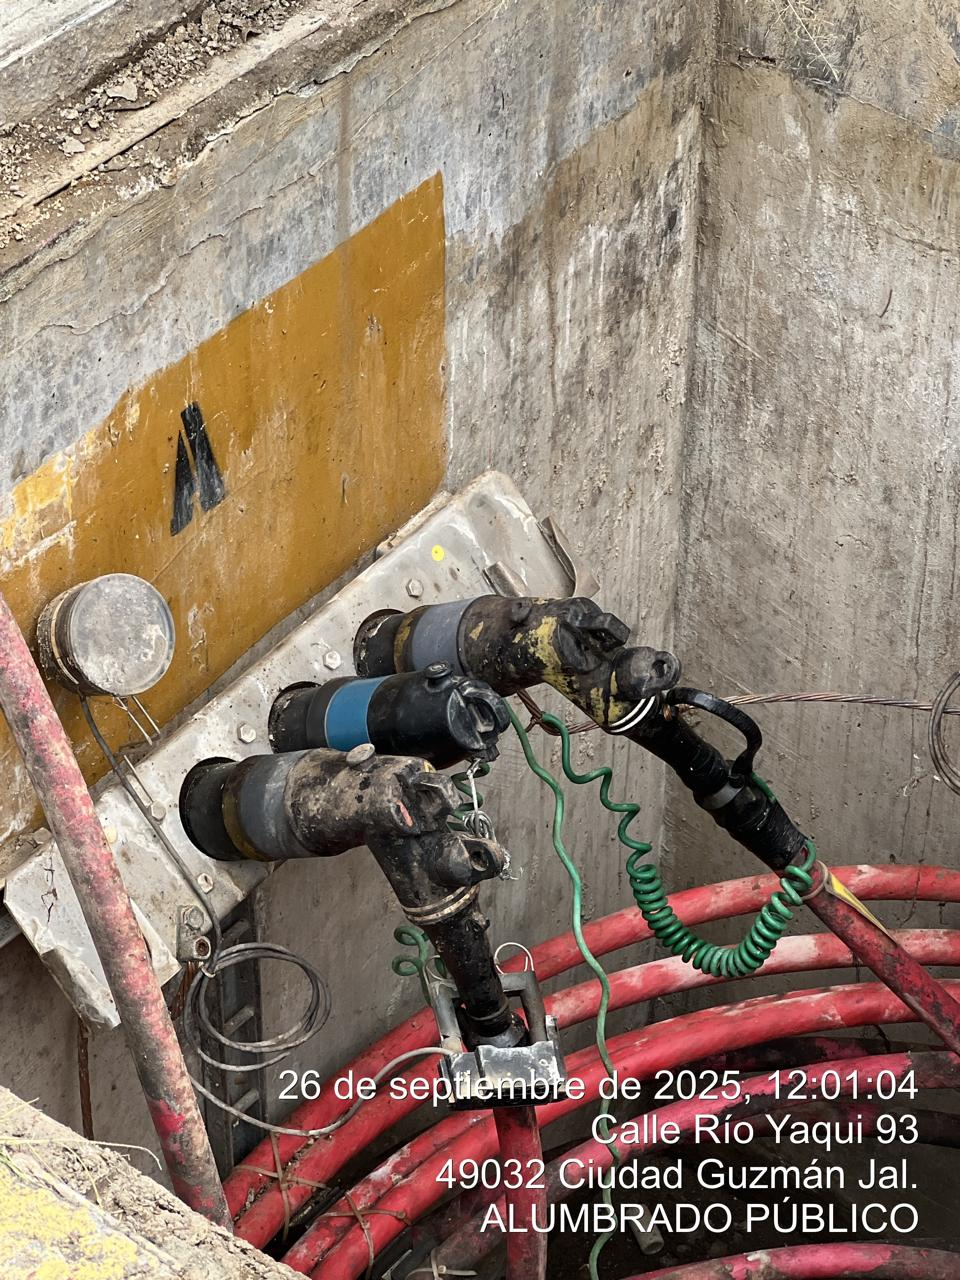 26 de septiembre de 2025, 12:01:04
Calle Río Yaqui 93
49032 Ciudad Guzmán Jal.
ALUMBRADO PÚBLICO